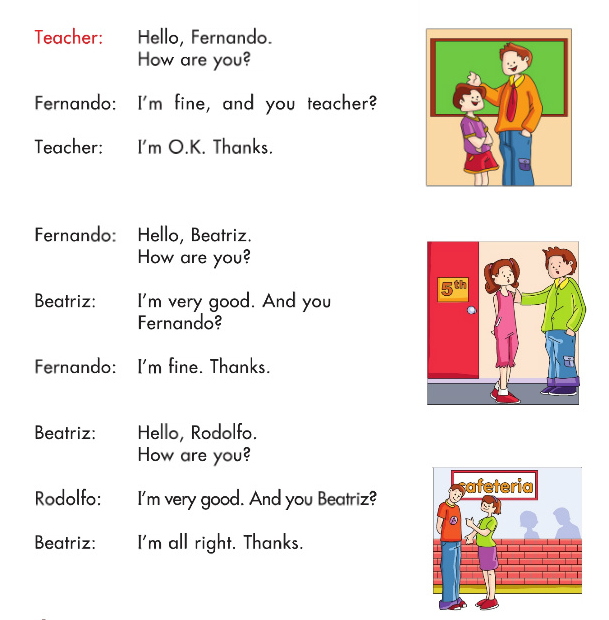 Teacher: Hello, Fernando.
How are you?
Fernando: I'm fine, and you teacher?
Teacher: I'm O.K. Thanks.
Fernando: Hello, Beatriz.
How are you?
Beatriz: I'm very good. And you
Fernando?
Fernando: I'm fine. Thanks.
5th
Beatriz: Hello, Rodolfo.
How are you?
Rodolfo: I'm very good. And you Beatriz?
Beatriz: I'm all right. Thanks.
safeteria